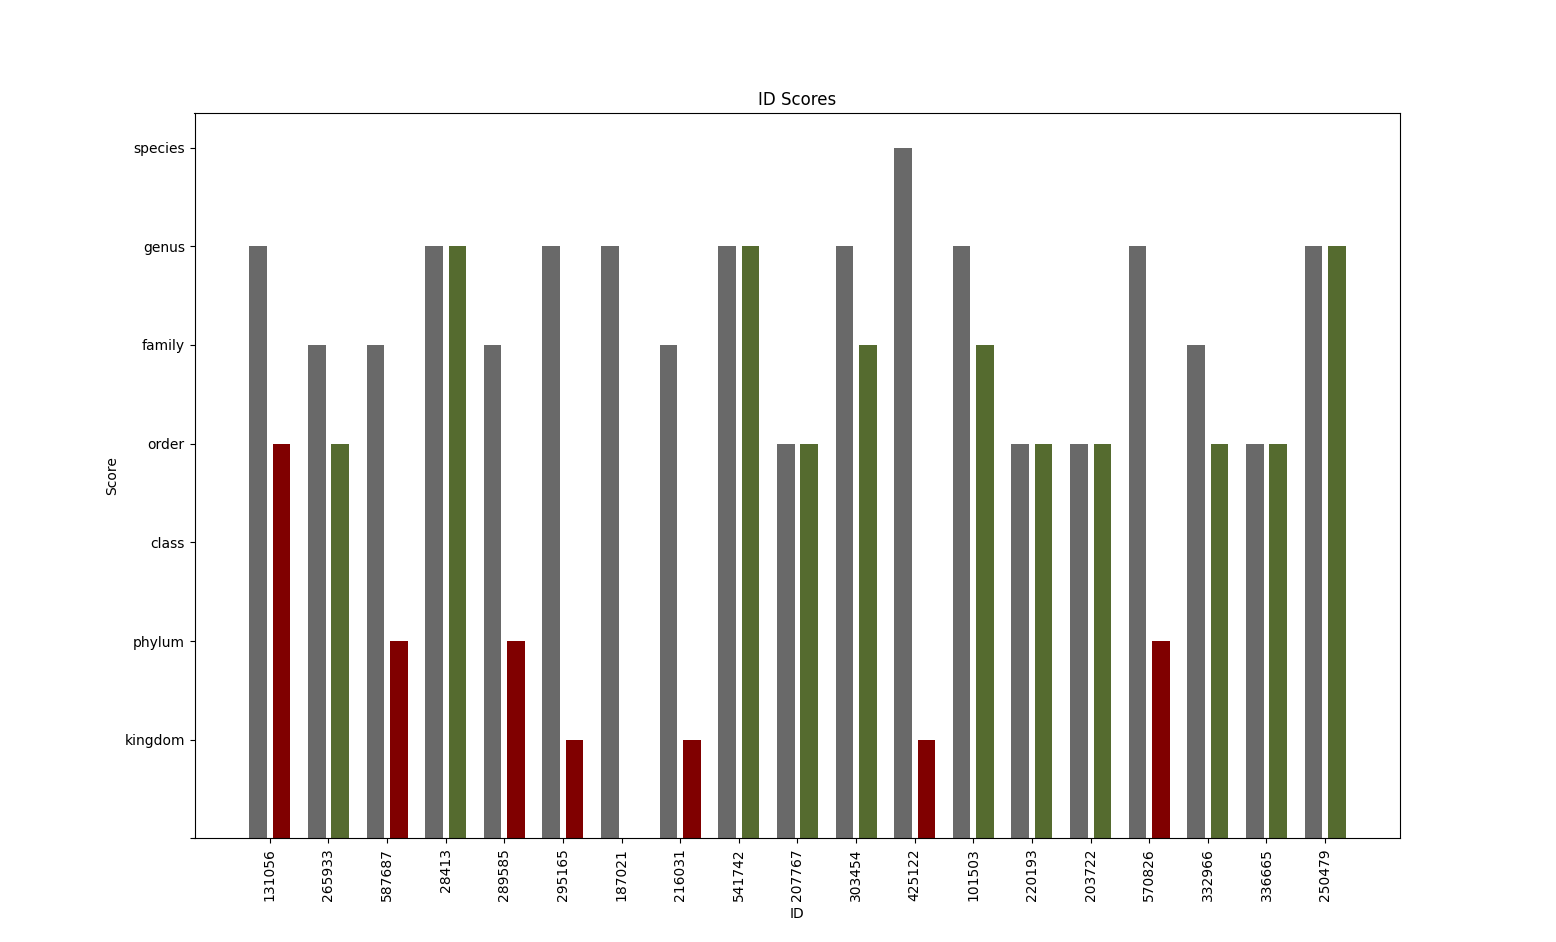 ID Scores
species
genus
family
order
class
phylum
kingdom
Score
131056
265933
587687
28413
289585
295165
187021
216031
541742
207767
303454
425122
101503
220193
203722
570826
332966
336665
250479
ID